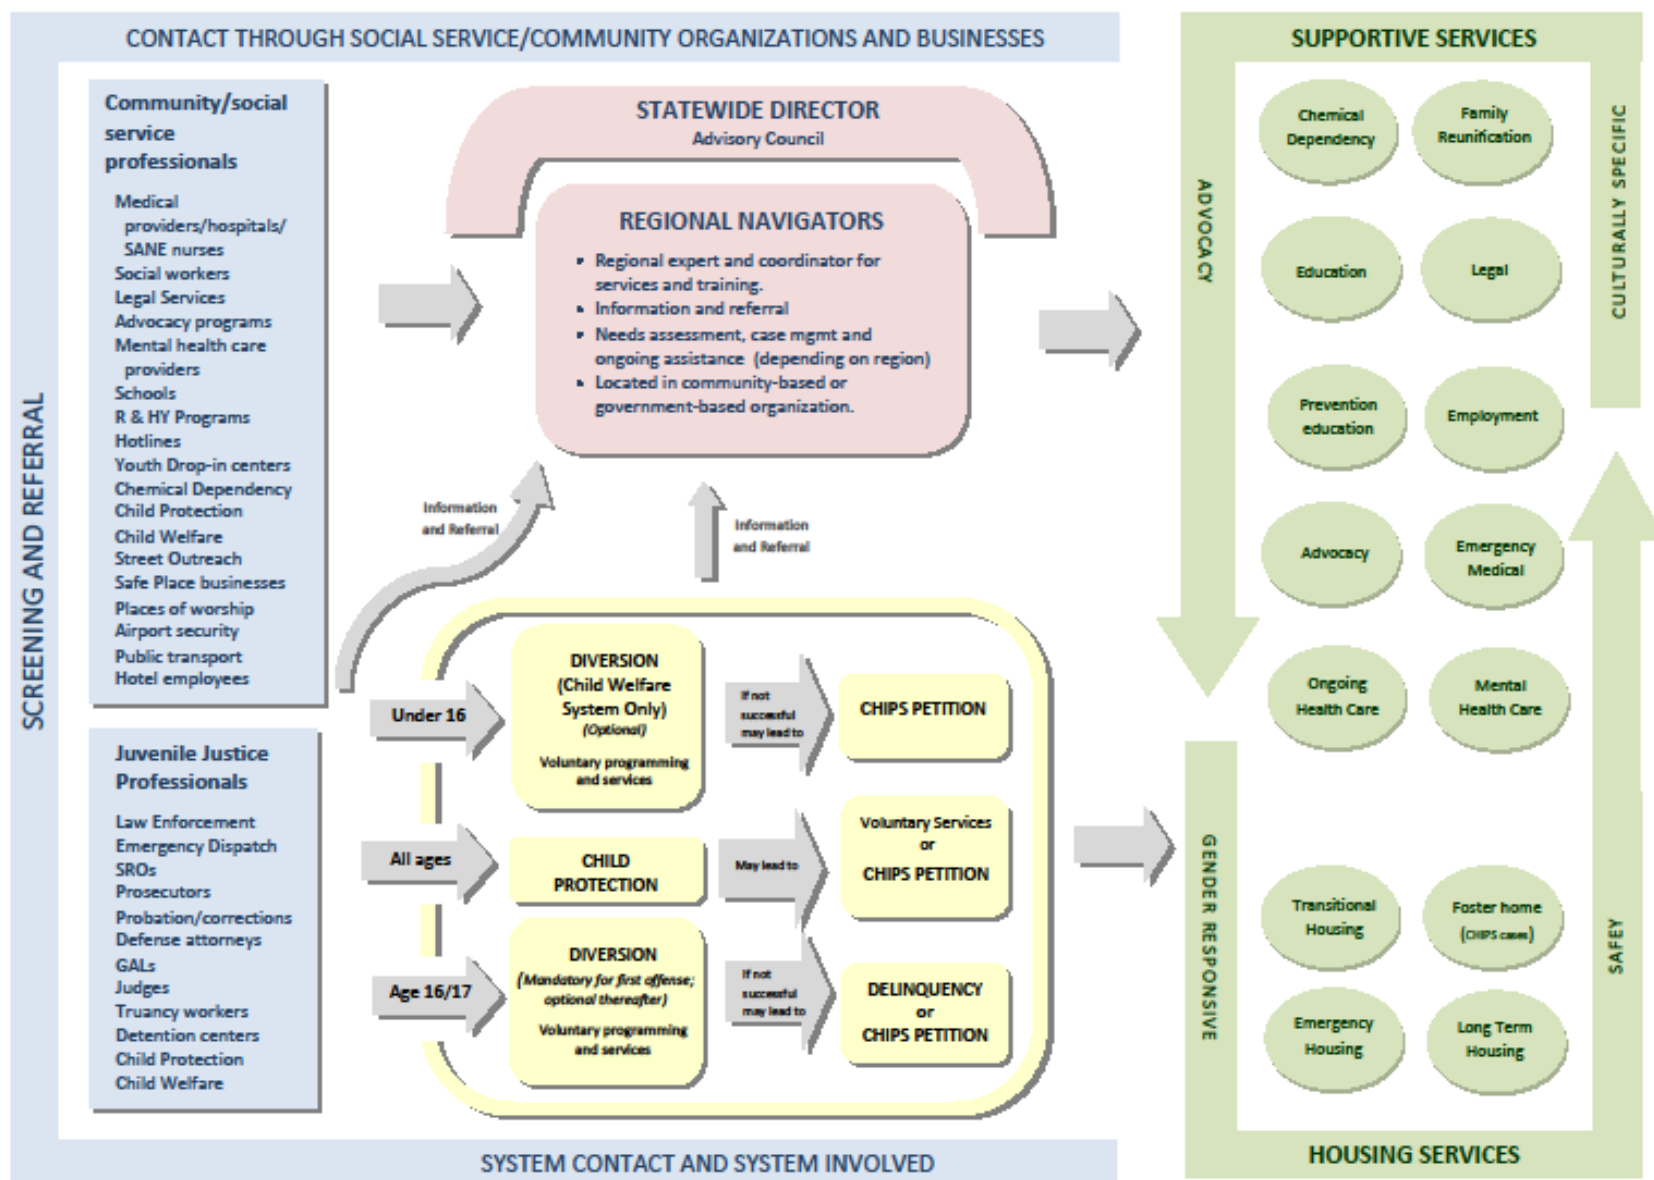 CONTACT THROUGH SOCIAL SERVICE/COMMUNITY ORGANIZATIONS AND BUSINESSES
SCREENING AND REFERRAL
Community/social
service
professionals
Medical
providers/hospitals/
SANE nurses
Social workers
Legal Services
Advocacy programs
Mental health care
providers
Schools
R & HY Programs
Hotlines
Youth Drop-in centers
Chemical Dependency
Child Protection
Child Welfare
Street Outreach
Safe Place businesses
Places of worship
Airport security
Public transport
Hotel employees
Juvenile Justice
Professionals
Law Enforcement
Emergency Dispatch
SROs
Prosecutors
Probation/corrections
Defense attorneys
GALs
Judges
Truancy workers
Detention centers
Child Protection
Child Welfare
STATEWIDE DIRECTOR
Advisory Council
REGIONAL NAVIGATORS
▪ Regional expert and coordinator for
services and training.
▪ Information and referral
▪ Needs assessment, case mgmt and
ongoing assistance (depending on region)
▪ Located in community-based or
government-based organization.
Information
and Referral
Information
and Referral
Under 16
DIVERSION
(Child Welfare
System Only)
(Optional)
Voluntary programming
and services
If not
successful
may lead to
CHIPS PETITION
All ages
CHILD
PROTECTION
May lead to
Voluntary Services
or
CHIPS PETITION
Age 16/17
DIVERSION
(Mandatory for first offense;
optional thereafter)
Voluntary programming
and services
If not
successful
may lead to
DELINQUENCY
or
CHIPS PETITION
SYSTEM CONTACT AND SYSTEM INVOLVED
SUPPORTIVE SERVICES
ADVOCACY
CULTURALLY SPECIFIC
Chemical
Dependency
Family
Reunification
Education
Legal
Prevention
education
Employment
Advocacy
Emergency
Medical
Ongoing
Health Care
Mental
Health Care
GENDER RESPONSIVE
SAFEY
Transitional
Housing
Foster home
(CHIPS cases)
Emergency
Housing
Long Term
Housing
HOUSING SERVICES